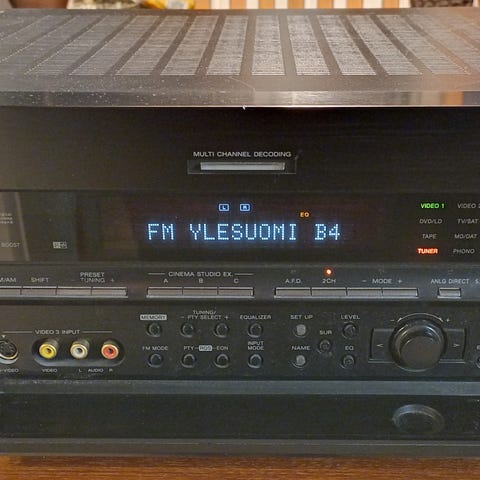 MULTI CHANNEL DECODING
L R
EQ
FM YLESUOMI B4
VIDEO 1 VIDEO 2
DVD/LD TV/SAT
TAPE MD/DAT
TUNER PHONO
BOOST
M/AM SHIFT PRESET
- TUNING +
CINEMA STUDIO EX.
A B C
A.F.D. 2CH - MODE + ANLG DIRECT
VIDEO 3 INPUT
VIDEO L AUDIO R
MEMORY TUNING/
- PTY SELECT + EQUALIZER
FM MODE PTY RDS EON INPUT
MODE
SET UP LEVEL
SUR
NAME EQ